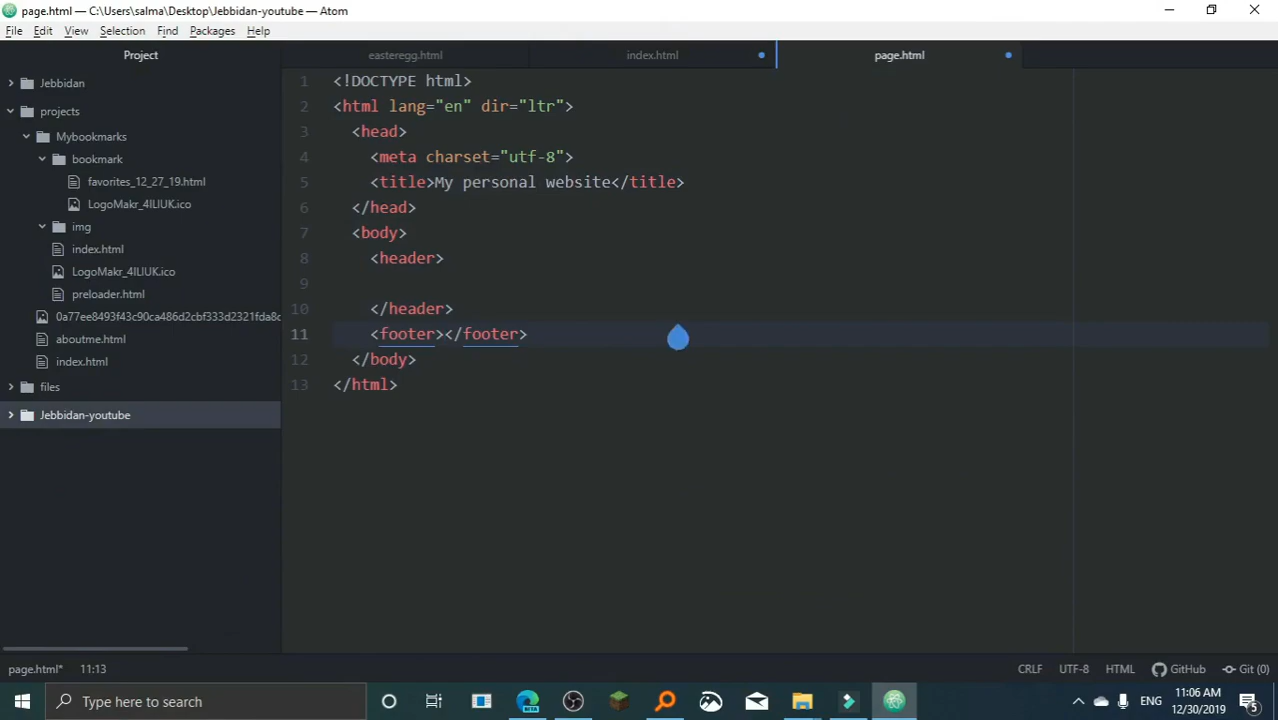 page.html — C:\Users\salma\Desktop\Jebbidan-youtube — Atom
File Edit View Selection Find Packages Help
Project
easteregg.html
index.html
page.html
Jebbidan
projects
Mybookmarks
bookmark
favorites_12_27_19.html
LogoMakr_4ILIUK.ico
img
index.html
LogoMakr_4ILIUK.ico
preloader.html
0a77ee8493f43c90ca486d2cbf333d2321fda8c
aboutme.html
index.html
files
Jebbidan-youtube
1 <!DOCTYPE html>
2 <html lang="en" dir="ltr">
3 <head>
4 <meta charset="utf-8">
5 <title>My personal website</title>
6 </head>
7 <body>
8 <header>
9
10 </header>
11 <footer></footer>
12 </body>
13 </html>
page.html* 11:13
CRLF UTF-8 HTML GitHub Git (0)
Type here to search
BETA
ENG
11:06 AM
12/30/2019
5